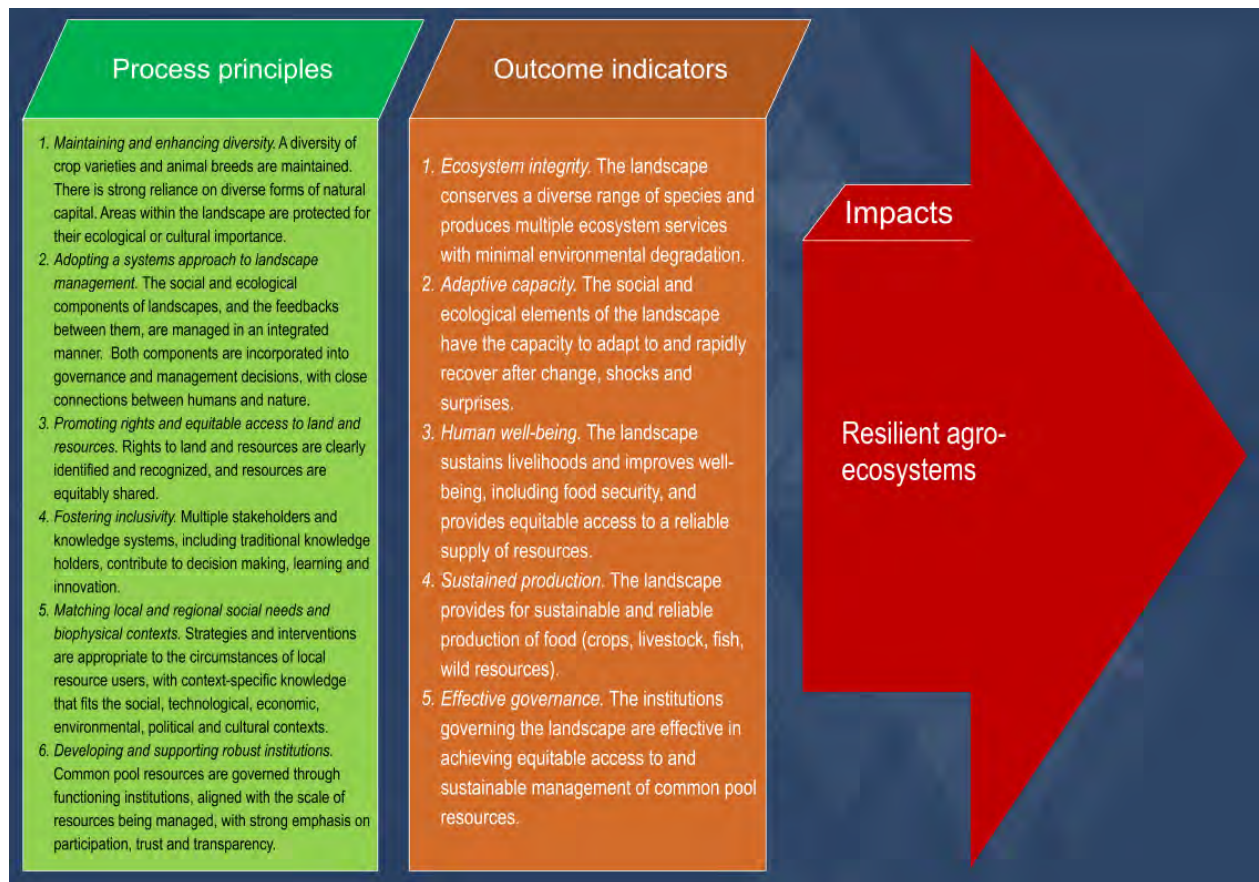 Process principles
1. Maintaining and enhancing diversity. A diversity of
crop varieties and animal breeds are maintained.
There is strong reliance on diverse forms of natural
capital. Areas within the landscape are protected for
their ecological or cultural importance.
2. Adopting a systems approach to landscape
management. The social and ecological
components of landscapes, and the feedbacks
between them, are managed in an integrated
manner. Both components are incorporated into
governance and management decisions, with close
connections between humans and nature.
3. Promoting rights and equitable access to land and
resources. Rights to land and resources are clearly
identified and recognized, and resources are
equitably shared.
4. Fostering inclusivity. Multiple stakeholders and
knowledge systems, including traditional knowledge
holders, contribute to decision making, learning and
innovation.
5. Matching local and regional social needs and
biophysical contexts. Strategies and interventions
are appropriate to the circumstances of local
resource users, with context-specific knowledge
that fits the social, technological, economic,
environmental, political and cultural contexts.
6. Developing and supporting robust institutions.
Common pool resources are governed through
functioning institutions, aligned with the scale of
resources being managed, with strong emphasis on
participation, trust and transparency.
Outcome indicators
1. Ecosystem integrity. The landscape
conserves a diverse range of species and
produces multiple ecosystem services
with minimal environmental degradation.
2. Adaptive capacity. The social and
ecological elements of the landscape
have the capacity to adapt to and rapidly
recover after change, shocks and
surprises.
3. Human well-being. The landscape
sustains livelihoods and improves well-
being, including food security, and
provides equitable access to a reliable
supply of resources.
4. Sustained production. The landscape
provides for sustainable and reliable
production of food (crops, livestock, fish,
wild resources).
5. Effective governance. The institutions
governing the landscape are effective in
achieving equitable access to and
sustainable management of common pool
resources.
Impacts
Resilient agro-
ecosystems